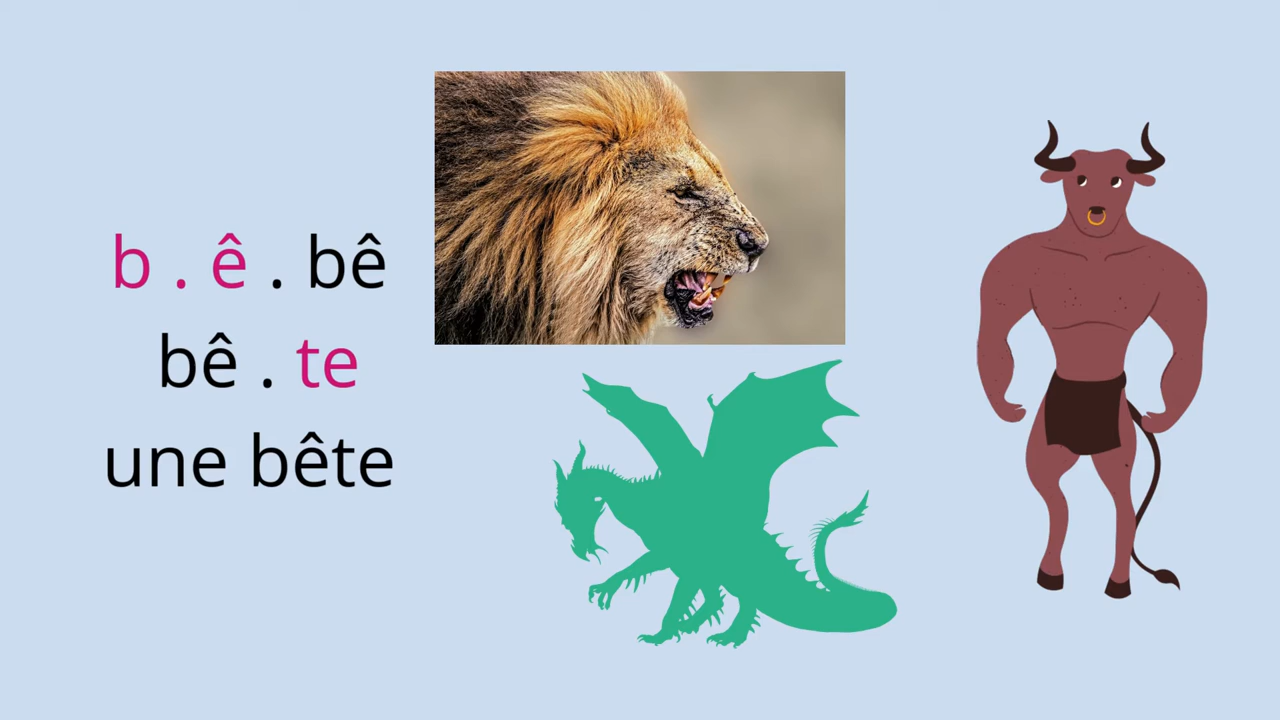 b . ê . bê
bê . te
une bête